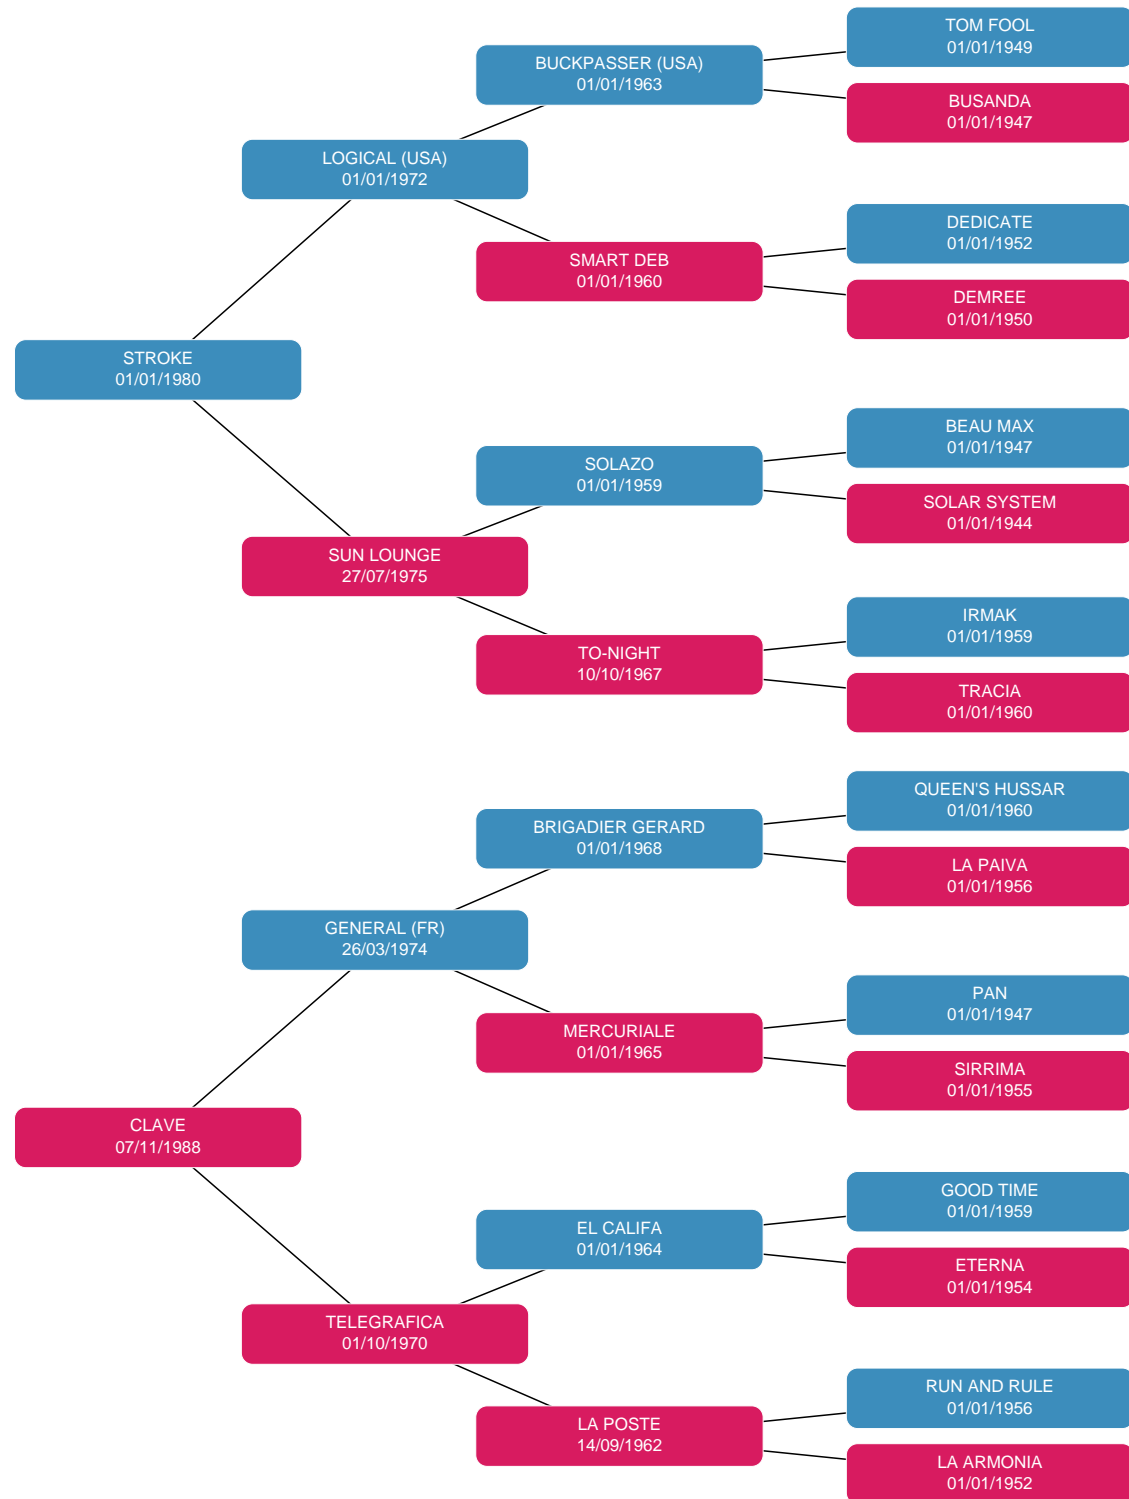 TOM FOOL
01/01/1949
BUCKPASSER (USA)
01/01/1963
BUSANDA
01/01/1947
LOGICAL (USA)
01/01/1972
DEDICATE
01/01/1952
SMART DEB
01/01/1960
DEMREE
01/01/1950
STROKE
01/01/1980
BEAU MAX
01/01/1947
SOLAZO
01/01/1959
SOLAR SYSTEM
01/01/1944
SUN LOUNGE
27/07/1975
IRMAK
01/01/1959
TO-NIGHT
10/10/1967
TRACIA
01/01/1960
QUEEN'S HUSSAR
01/01/1960
BRIGADIER GERARD
01/01/1968
LA PAIVA
01/01/1956
GENERAL (FR)
26/03/1974
PAN
01/01/1947
MERCURIALE
01/01/1965
SIRRIMA
01/01/1955
CLAVE
07/11/1988
GOOD TIME
01/01/1959
EL CALIFA
01/01/1964
ETERNA
01/01/1954
TELEGRAFICA
01/10/1970
RUN AND RULE
01/01/1956
LA POSTE
14/09/1962
LA ARMONIA
01/01/1952